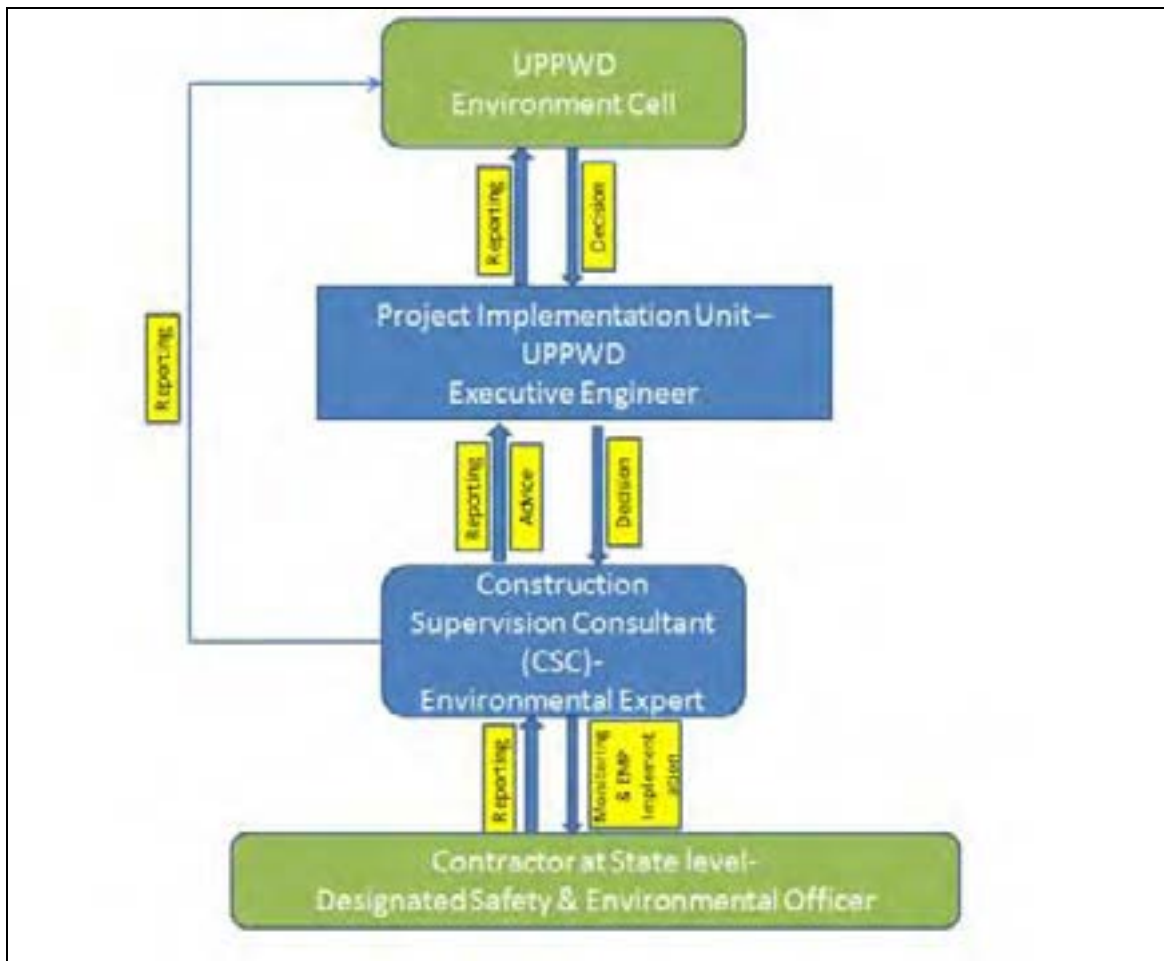 UPPWD
Environment Cell
Reporting
Decision
Project Implementation Unit –
UPPWD
Executive Engineer
Reporting
Reporting
Advice
Decision
Construction
Supervision Consultant
(CSC)-
Environmental Expert
Reporting
Monitoring
& EMP
Implement
ation
Contractor at State level-
Designated Safety & Environmental Officer